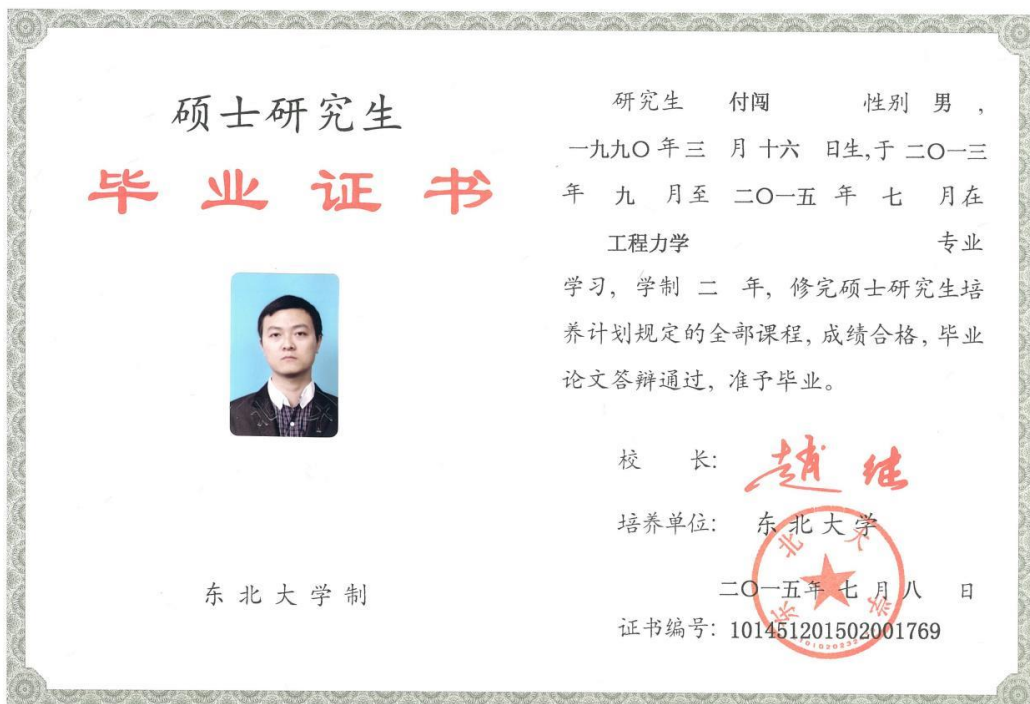 硕士研究生
毕业证书
东北大学制
研究生 付闯 性别 男 ,
一九九〇年三 月十六 日生,于 二〇一三
年 九 月至 二〇一五 年 七 月在
工程力学 专业
学习, 学制 二 年, 修完硕士研究生培
养计划规定的全部课程, 成绩合格, 毕业
论文答辩通过, 准予毕业。
校 长: 赵继
培养单位: 东北大学
东北大学
二〇一五年 七 月 八 日
证书编号: 101451201502001769